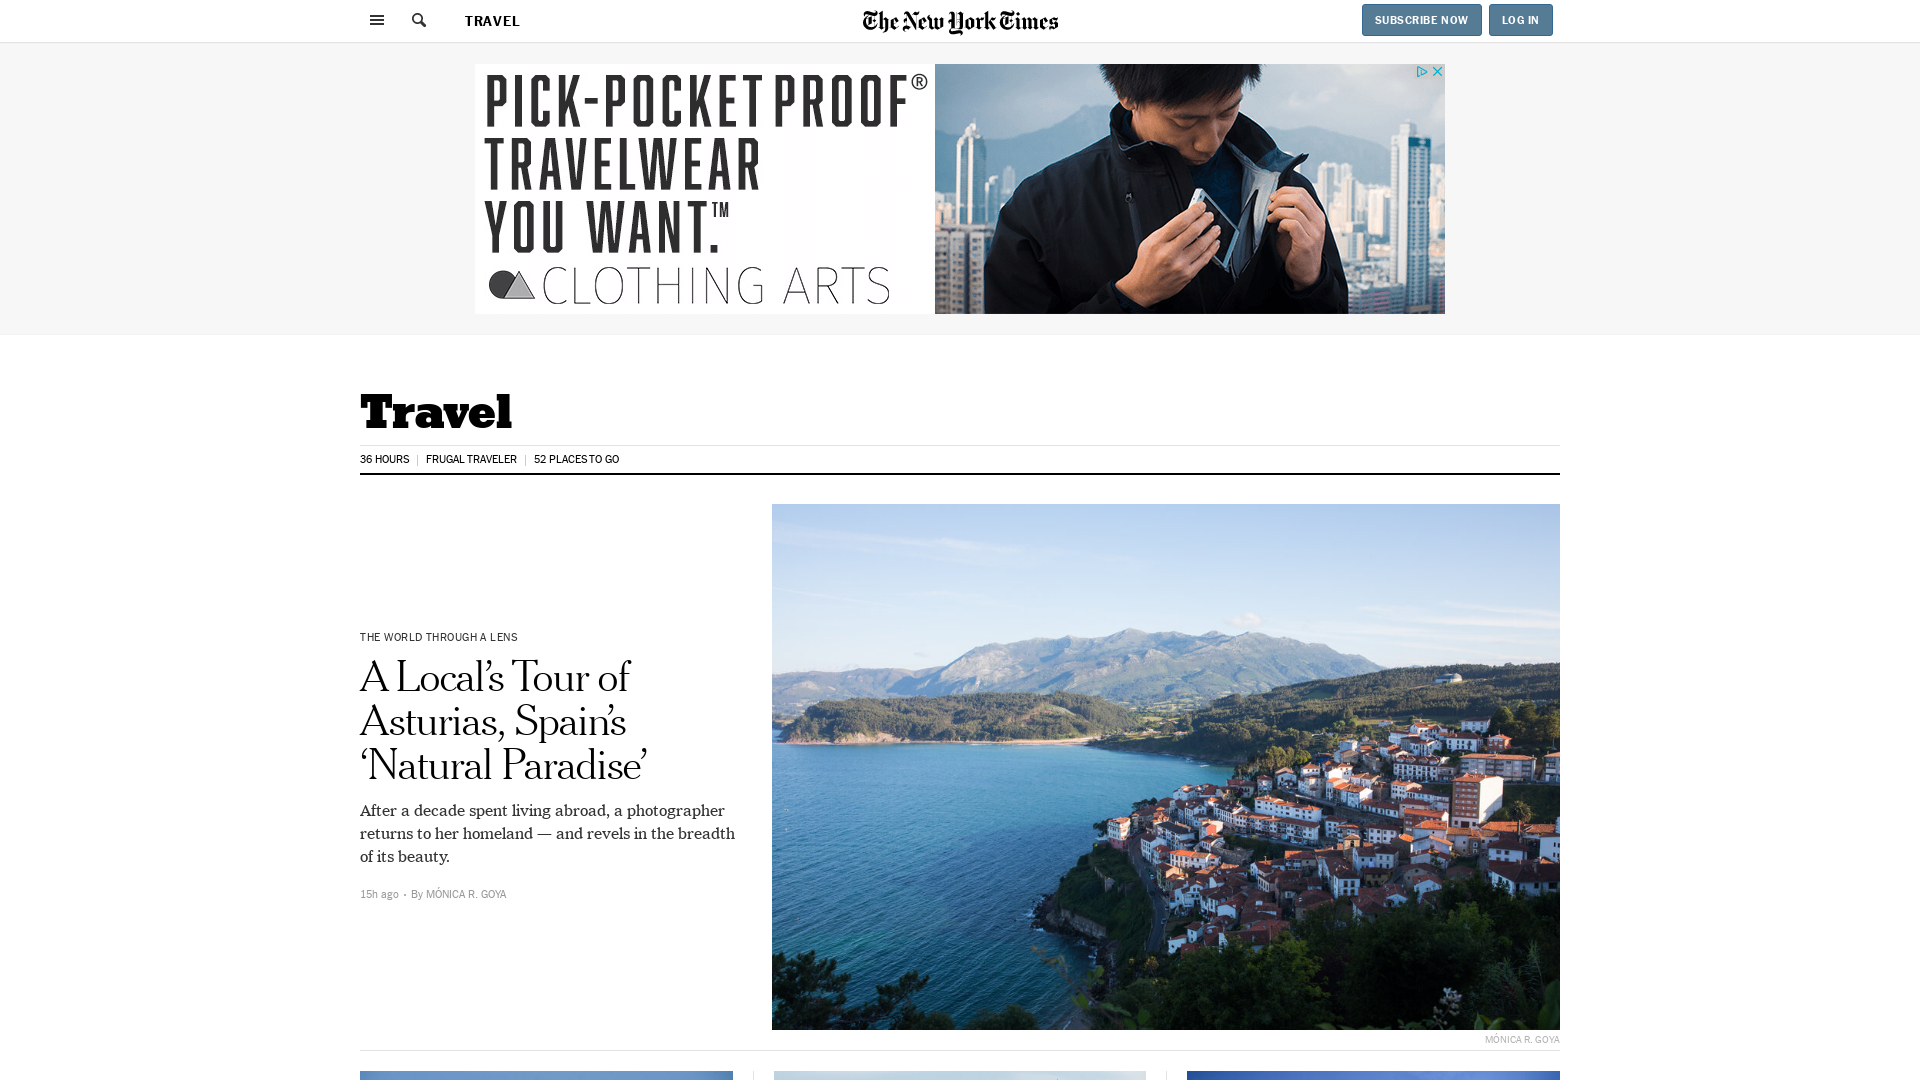 TRAVEL
The New York Times
SUBSCRIBE NOW
LOG IN
PICK-POCKET PROOF®
TRAVELWEAR
YOU WANT.™
CLOTHING ARTS
Travel
36 HOURS
FRUGAL TRAVELER
52 PLACES TO GO
THE WORLD THROUGH A LENS
A Local’s Tour of
Asturias, Spain’s
‘Natural Paradise’
After a decade spent living abroad, a photographer
returns to her homeland — and revels in the breadth
of its beauty.
15h ago • By MÓNICA R. GOYA
MÓNICA R. GOYA